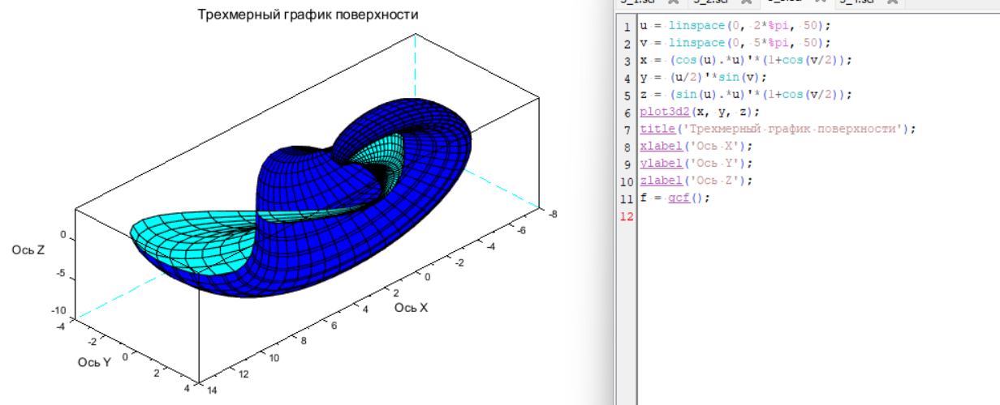 Трехмерный график поверхности
0
-5
-10
Ось Z
-4
-2
0
2
4
Ось Y
14
12
10
8
6
4
2
0
-2
-4
-6
-8
Ось X
1 u = linspace(0, 2*%pi, 50);
2 v = linspace(0, 5*%pi, 50);
3 x = (cos(u).*u)'*(1+cos(v/2));
4 y = (u/2)'*sin(v);
5 z = (sin(u).*u)'*(1+cos(v/2));
6 plot3d2(x, y, z);
7 title('Трехмерный график поверхности');
8 xlabel('Ось X');
9 ylabel('Ось Y');
10 zlabel('Ось Z');
11 f = gcf();
12